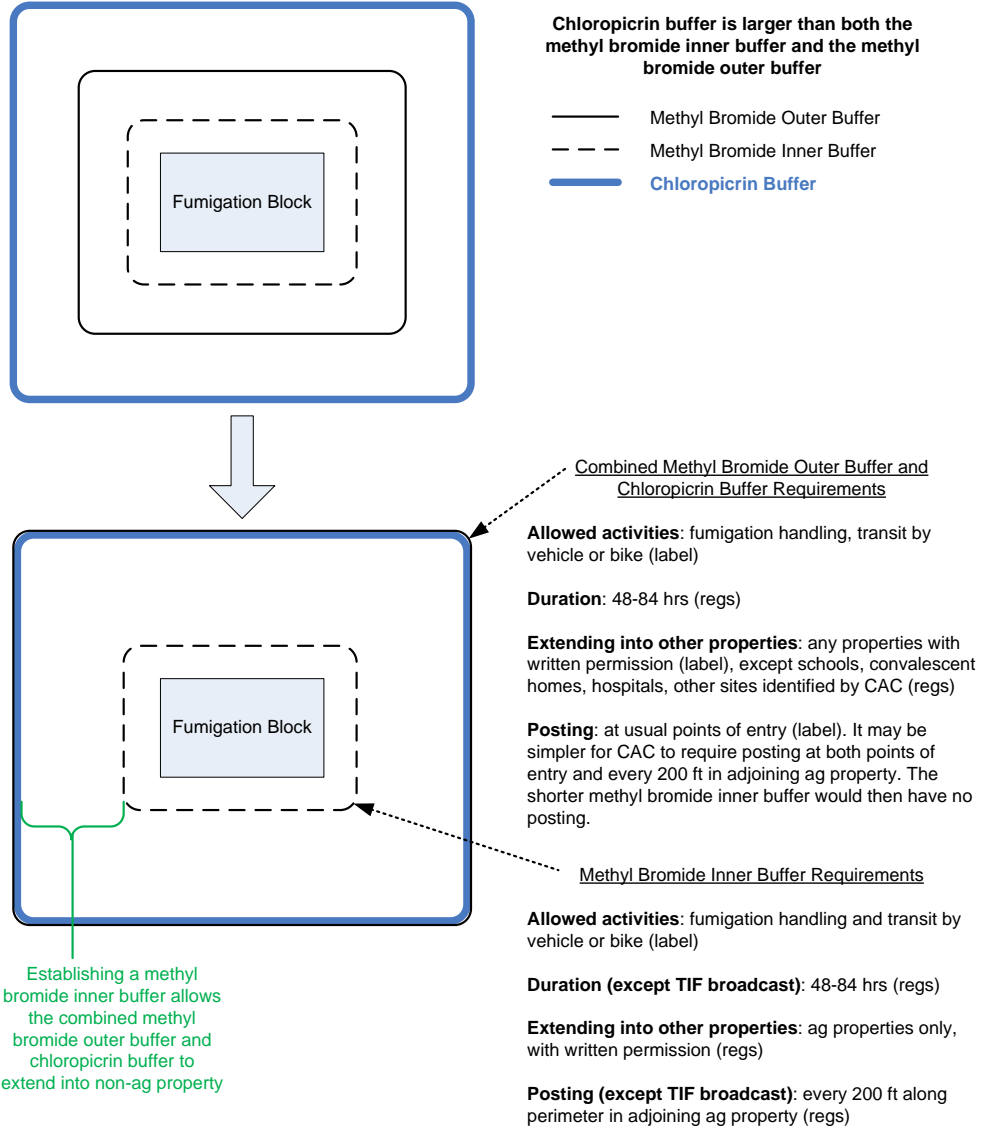 Chloropicrin buffer is larger than both the
methyl bromide inner buffer and the methyl
bromide outer buffer
Methyl Bromide Outer Buffer
Methyl Bromide Inner Buffer
Chloropicrin Buffer
Fumigation Block
Combined Methyl Bromide Outer Buffer and
Chloropicrin Buffer Requirements
Allowed activities: fumigation handling, transit by
vehicle or bike (label)
Duration: 48-84 hrs (regs)
Extending into other properties: any properties with
written permission (label), except schools, convalescent
homes, hospitals, other sites identified by CAC (regs)
Posting: at usual points of entry (label). It may be
simpler for CAC to require posting at both points of
entry and every 200 ft in adjoining ag property. The
shorter methyl bromide inner buffer would then have no
posting.
Fumigation Block
Methyl Bromide Inner Buffer Requirements
Allowed activities: fumigation handling and transit by
vehicle or bike (label)
Duration (except TIF broadcast): 48-84 hrs (regs)
Extending into other properties: ag properties only,
with written permission (regs)
Posting (except TIF broadcast): every 200 ft along
perimeter in adjoining ag property (regs)
Establishing a methyl
bromide inner buffer allows
the combined methyl
bromide outer buffer and
chloropicrin buffer to
extend into non-ag property